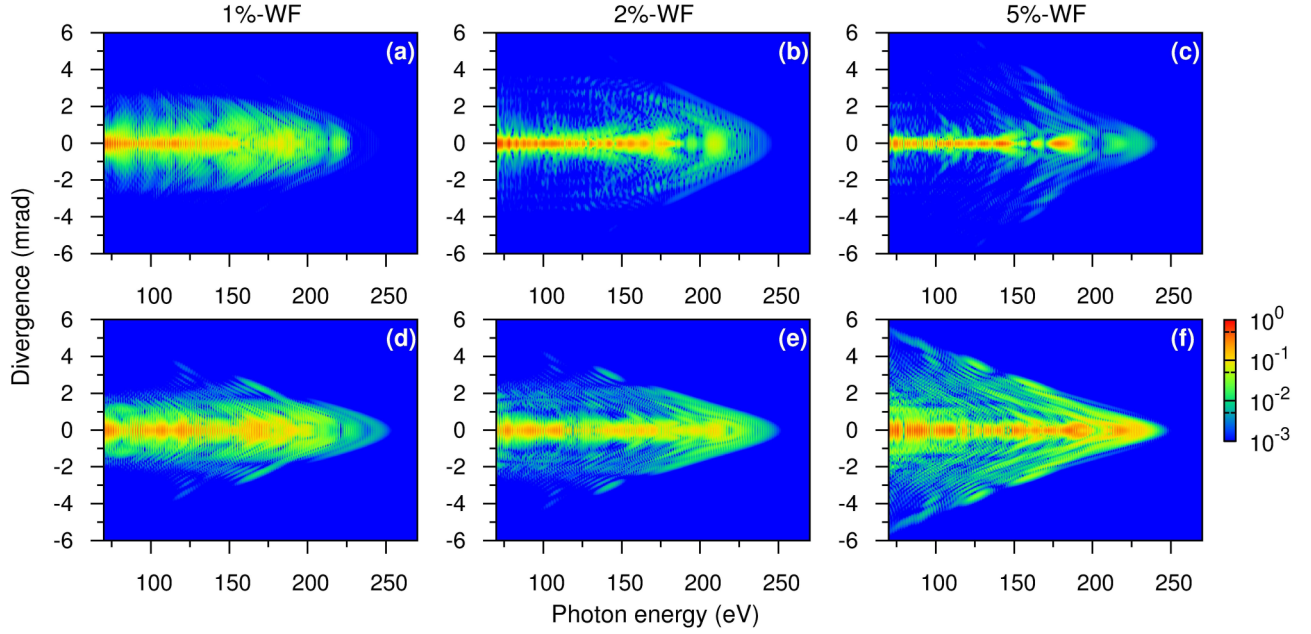 1%-WF 2%-WF 5%-WF
6 (a) 6 (b) 6 (c)
4 4 4
2 2 2
0 0 0
-2 -2 -2
-4 -4 -4
-6 -6 -6
100 150 200 250 100 150 200 250 100 150 200 250
Divergence (mrad)
6 (d) 6 (e) 6 (f) 10^0
4 4 4
2 2 2 10^-1
0 0 0 10^-2
-2 -2 -2 10^-3
-4 -4 -4
-6 -6 -6
100 150 200 250 100 150 200 250 100 150 200 250
Photon energy (eV)